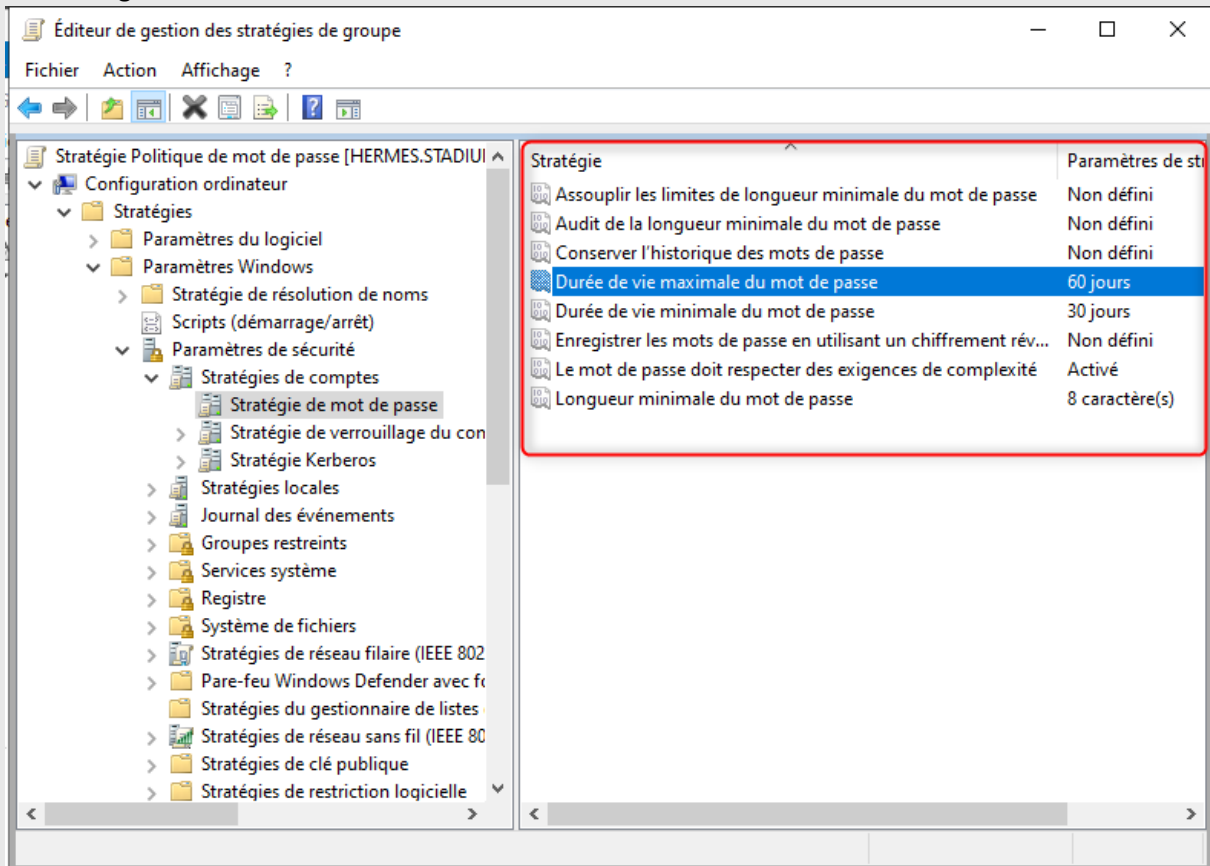 Éditeur de gestion des stratégies de groupe
Fichier Action Affichage ?
Stratégie Politique de mot de passe [HERMES.STADIU
Configuration ordinateur
Stratégies
Paramètres du logiciel
Paramètres Windows
Stratégie de résolution de noms
Scripts (démarrage/arrêt)
Paramètres de sécurité
Stratégies de comptes
Stratégie de mot de passe
Stratégie de verrouillage du con
Stratégie Kerberos
Stratégies locales
Journal des événements
Groupes restreints
Services système
Registre
Système de fichiers
Stratégies de réseau filaire (IEEE 802
Pare-feu Windows Defender avec fo
Stratégies du gestionnaire de listes
Stratégies de réseau sans fil (IEEE 80
Stratégies de clé publique
Stratégies de restriction logicielle
Stratégie Paramètres de str
Assouplir les limites de longueur minimale du mot de passe Non défini
Audit de la longueur minimale du mot de passe Non défini
Conserver l'historique des mots de passe Non défini
Durée de vie maximale du mot de passe 60 jours
Durée de vie minimale du mot de passe 30 jours
Enregistrer les mots de passe en utilisant un chiffrement rév... Non défini
Le mot de passe doit respecter des exigences de complexité Activé
Longueur minimale du mot de passe 8 caractère(s)